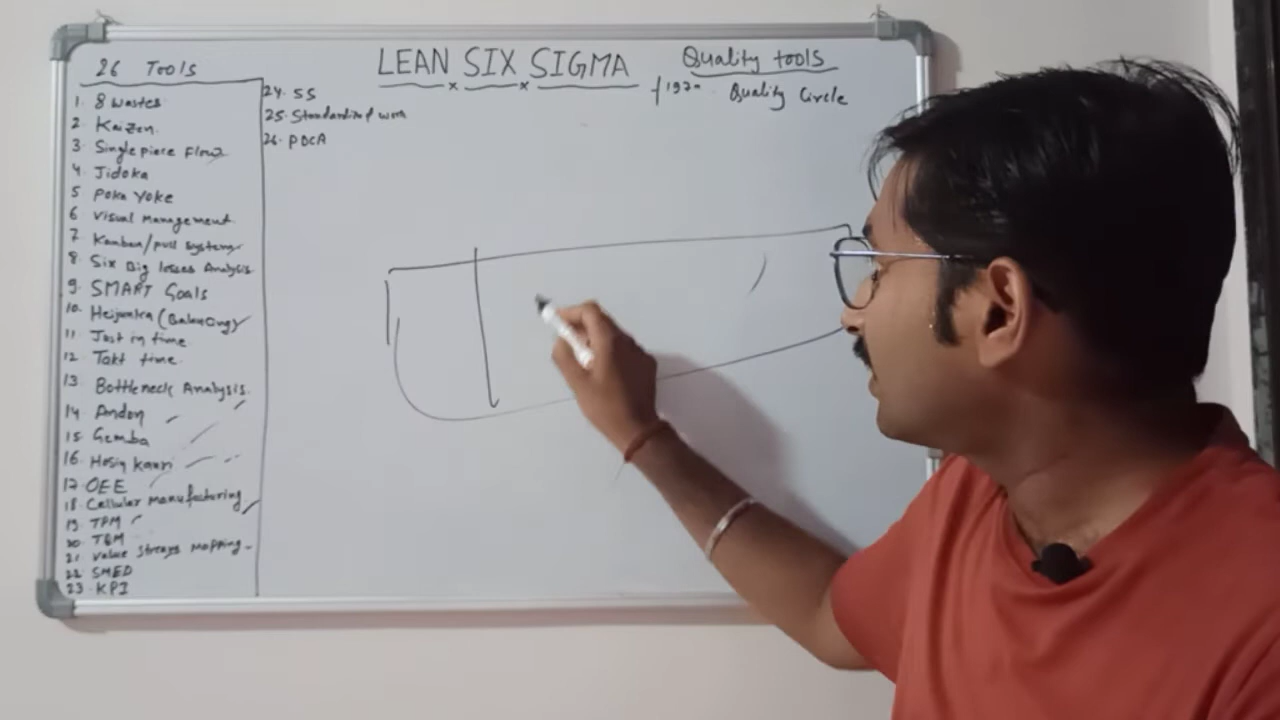 26 Tools
1. 8 Wastes
2. Kaizen.
3. Single piece Flow
4. Jidoka
5 Poka Yoke
6 Visual Management
7 Kanban/pull System
8 Six Big losses Analysis
9. SMART Goals
10. Heijunka (Balancing)
11 Just in time
12. Takt time.
13. Bottleneck Analysis.
14. Andon
15. Gemba
16. Hosin kanri
17 OEE
18. Cellular Manufacturing
19. TPM
20.
21. Value Mapping
22. SMED
23. KPI
24. 5S
25. Standardized work
26. PDCA
LEAN SIX SIGMA
Quality tools
Quality Circle